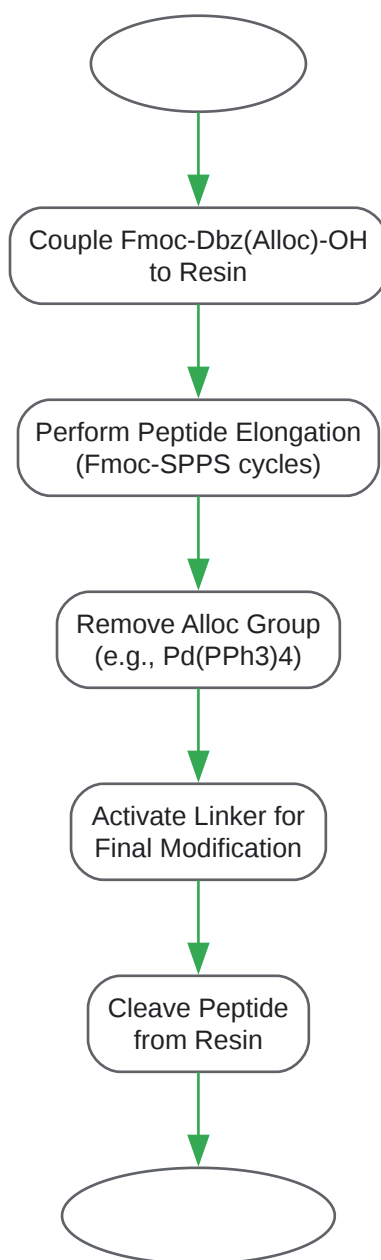 Couple Fmoc-Dbz(Alloc)-OH
to Resin
Perform Peptide Elongation
(Fmoc-SPPS cycles)
Remove Alloc Group
(e.g., Pd(PPh3)4)
Activate Linker for
Final Modification
Cleave Peptide
from Resin